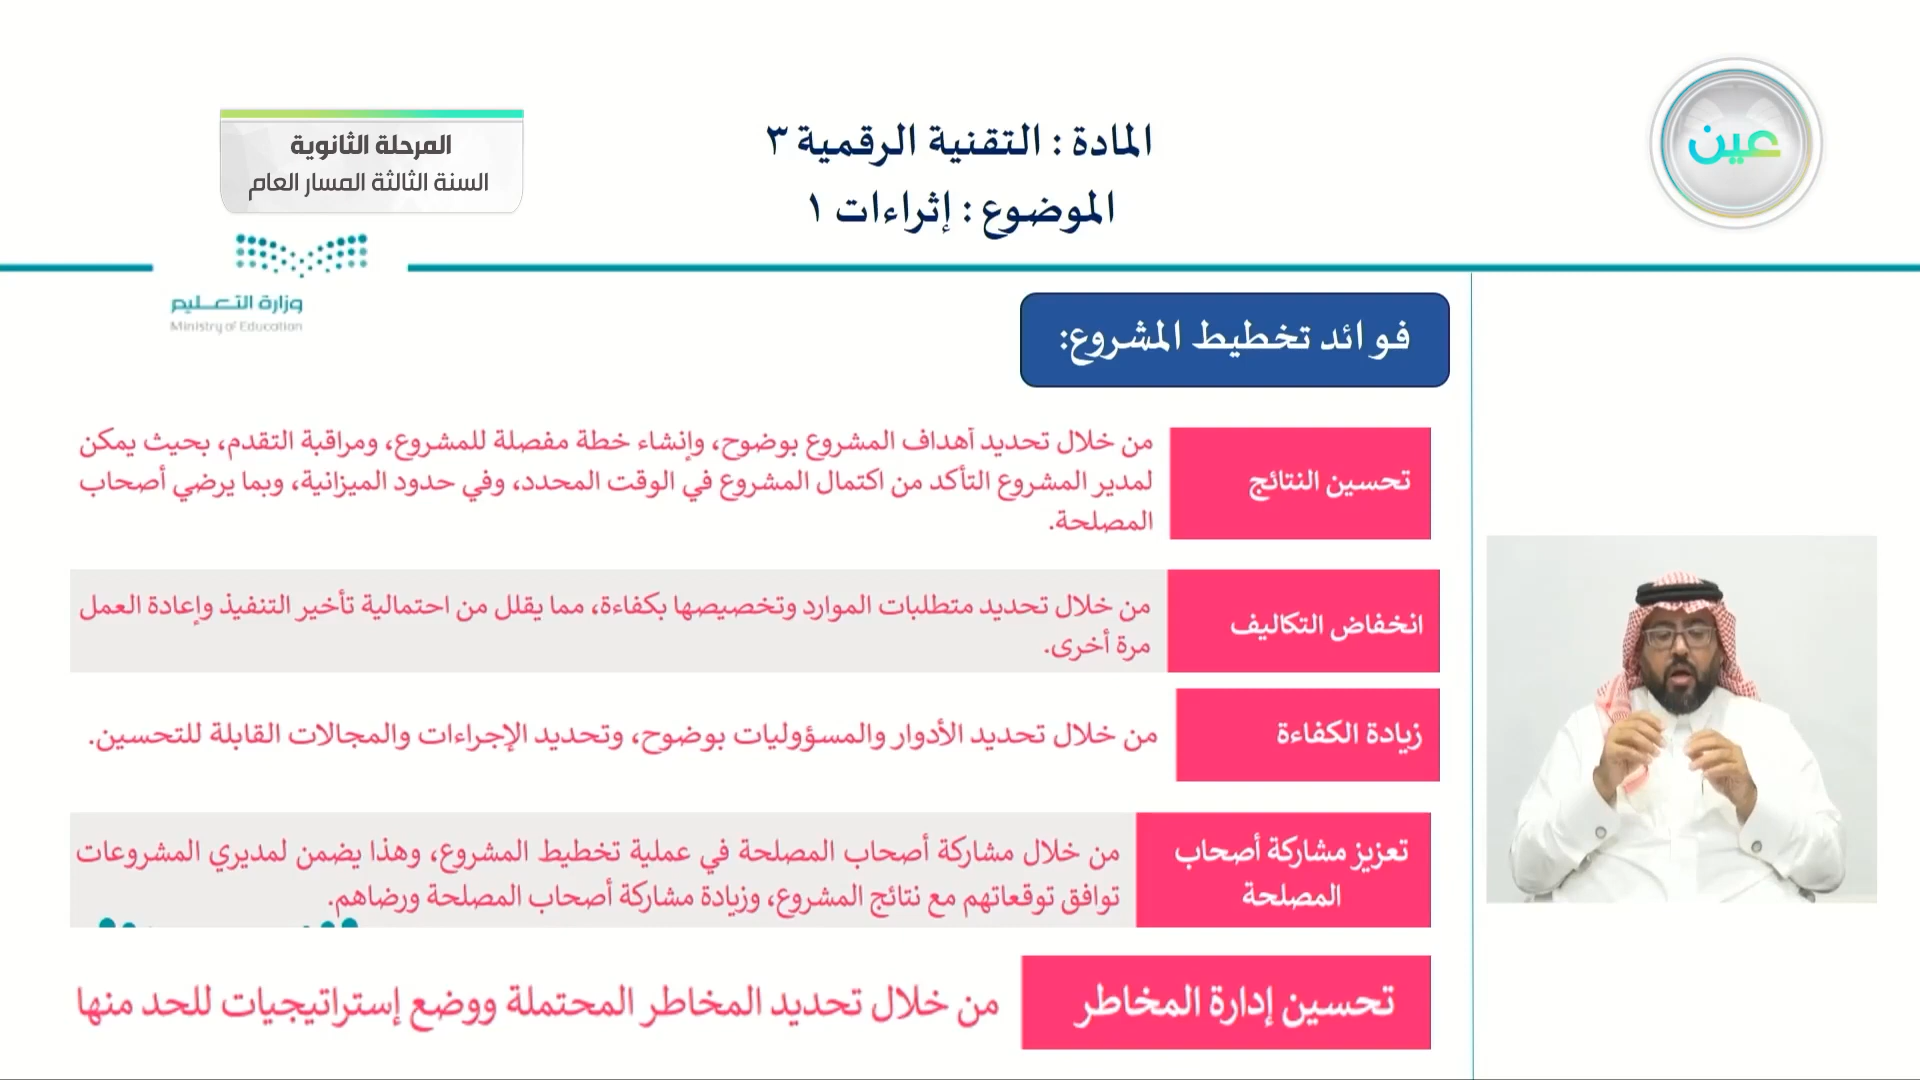 عين
المادة : التقنية الرقمية ٣
الموضوع : إثراءات ١
المرحلة الثانوية
السنة الثالثة المسار العام
وزارة التعليم
Ministry of Education
فوائد تخطيط المشروع:
تحسين النتائج
من خلال تحديد أهداف المشروع بوضوح، وإنشاء خطة مفصلة للمشروع، ومراقبة التقدم، بحيث يمكن
لمدير المشروع التأكد من اكتمال المشروع في الوقت المحدد، وفي حدود الميزانية، وبما يرضي أصحاب
المصلحة.
انخفاض التكاليف
من خلال تحديد متطلبات الموارد وتخصيصها بكفاءة، مما يقلل من احتمالية تأخير التنفيذ وإعادة العمل
مرة أخرى.
زيادة الكفاءة
من خلال تحديد الأدوار والمسؤوليات بوضوح، وتحديد الإجراءات والمجالات القابلة للتحسين.
تعزيز مشاركة أصحاب
المصلحة
من خلال مشاركة أصحاب المصلحة في عملية تخطيط المشروع، وهذا يضمن لمديري المشروعات
توافق توقعاتهم مع نتائج المشروع، وزيادة مشاركة أصحاب المصلحة ورضاهم.
تحسين إدارة المخاطر
من خلال تحديد المخاطر المحتملة ووضع إستراتيجيات للحد منها